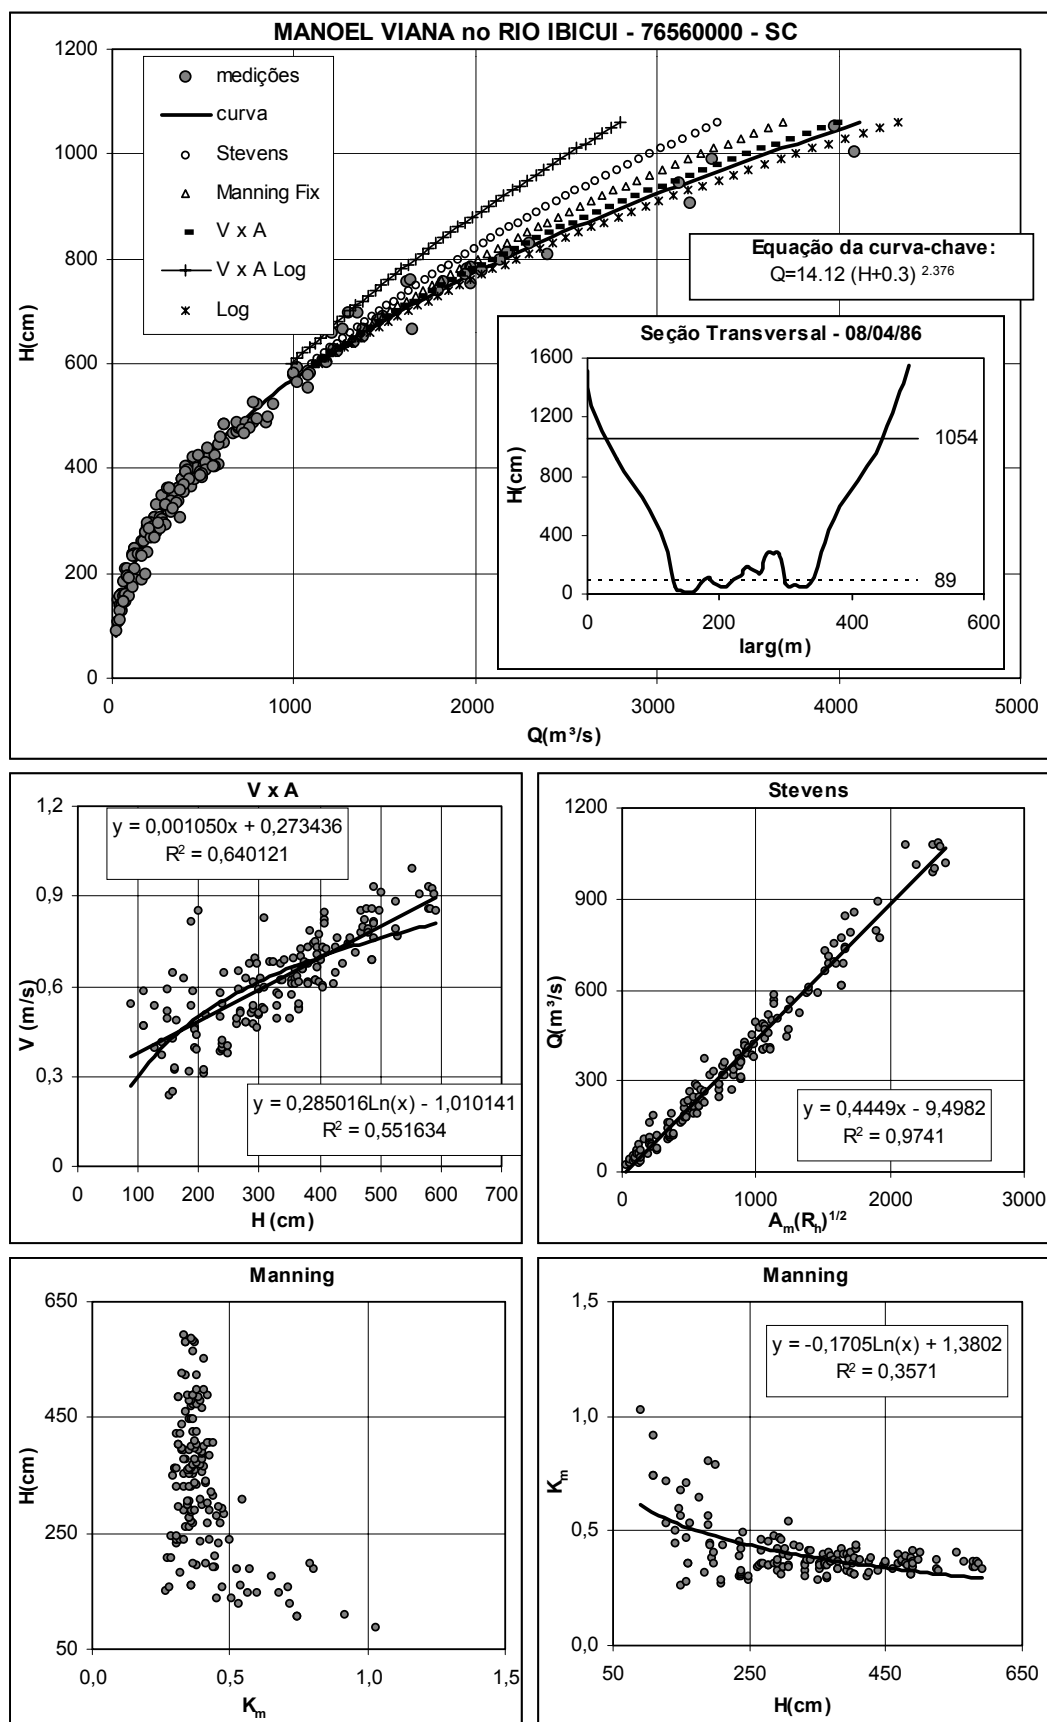 MANOEL VIANA no RIO IBICUI - 76560000 - SC
1200
1000
800
600
400
200
0
H(cm)
medições
curva
Stevens
Manning Fix
V x A
V x A Log
Log
Equação da curva-chave:
Q=14.12 (H+0.3) 2.376
Seção Transversal - 08/04/86
1600
1200
800
400
0
H(cm)
1054
89
0 200 400 600
larg(m)
0 1000 2000 3000 4000 5000
Q(m³/s)
V x A
1,2
0,9
0,6
0,3
0
V (m/s)
y = 0,001050x + 0,273436
R² = 0,640121
y = 0,285016Ln(x) - 1,010141
R² = 0,551634
0 100 200 300 400 500 600 700
H (cm)
Stevens
1200
900
600
300
0
Q(m³/s)
y = 0,4449x - 9,4982
R² = 0,9741
0 1000 2000 3000
Am(Rh)1/2
Manning
650
450
250
50
H(cm)
0,0 0,5 1,0 1,5
Km
Manning
1,5
1,0
0,5
0,0
Km
y = -0,1705Ln(x) + 1,3802
R² = 0,3571
50 250 450 650
H(cm)